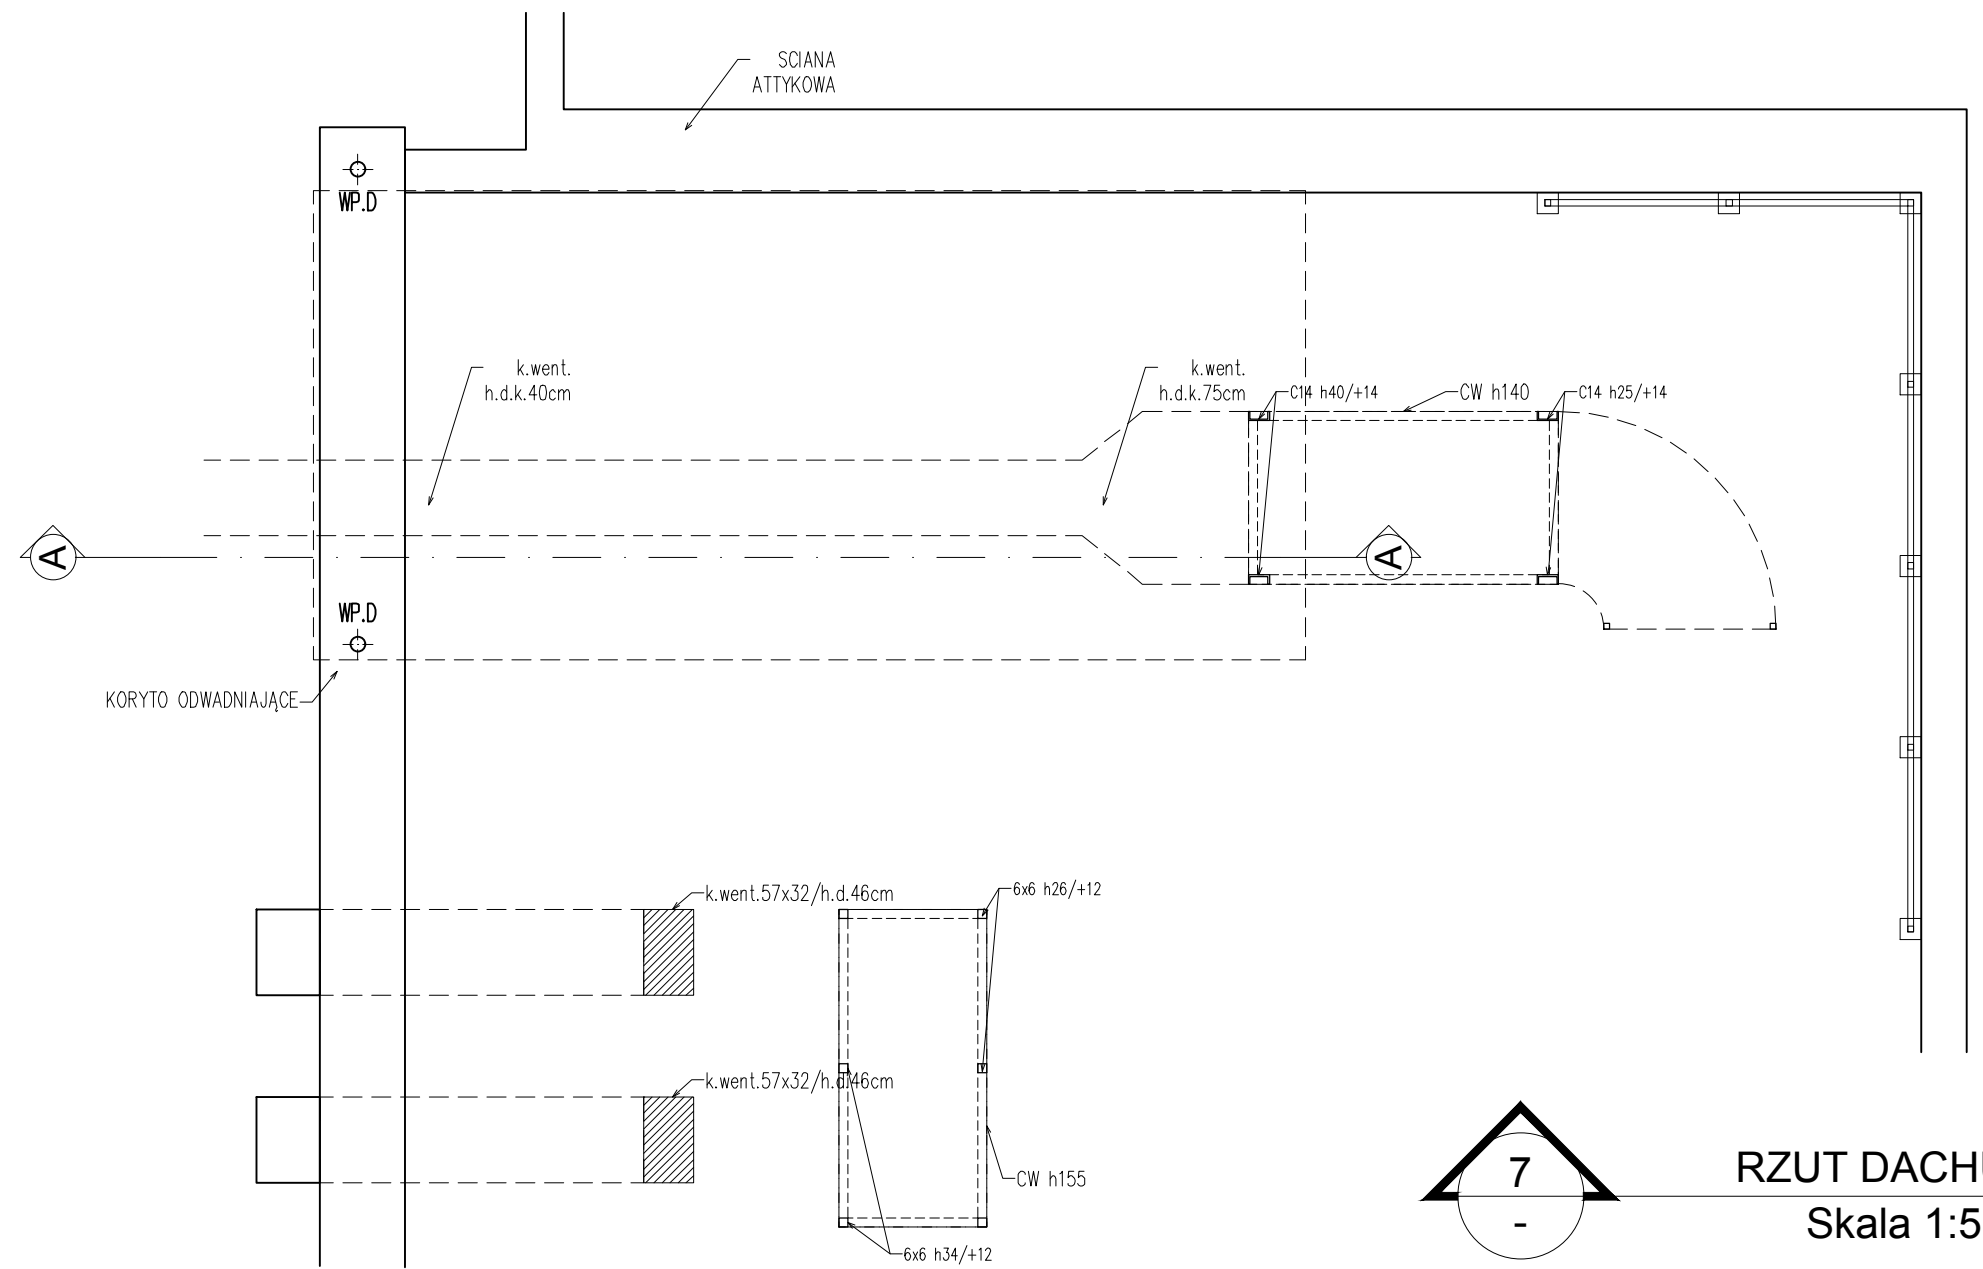 SCIANA
ATTYKOWA
WP.D
k.went.
h.d.k.40cm
k.went.
h.d.k.75cm
C14 h40/+14
CW h140
C14 h25/+14
A
A
WP.D
KORYTO ODWADNIAJĄCE
k.went.57x32/h.d.46cm
6x6 h26/+12
k.went.57x32/h.d.46cm
CW h155
6x6 h34/+12
7
-
RZUT DACH
Skala 1:5